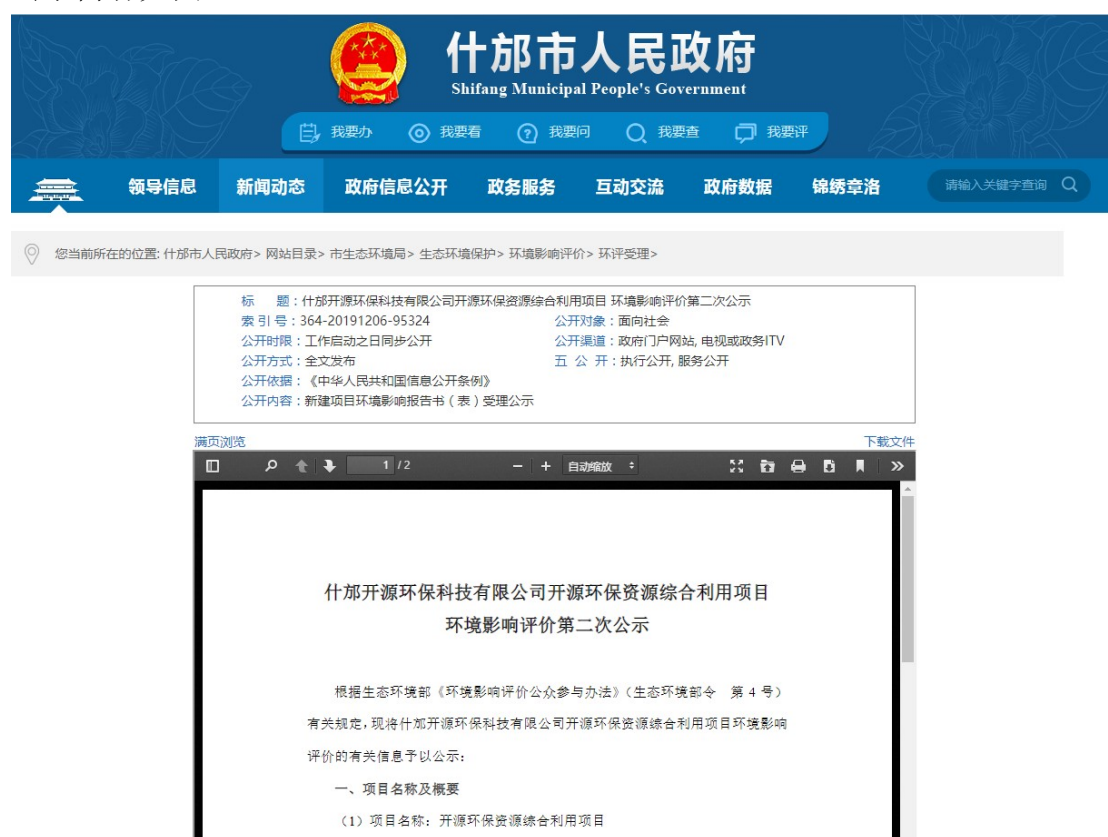 什邡市人民政府
Shifang Municipal People's Government
我要办 我要看 我要问 我要查 我要评
领导信息 新闻动态 政府信息公开 政务服务 互动交流 政府数据 锦绣章洛 请输入关键字查询
您当前所在的位置: 什邡市人民政府> 网站目录> 市生态环境局> 生态环境保护> 环境影响评价> 环评受理>
标 题：什邡开源环保科技有限公司开源环保资源综合利用项目 环境影响评价第二次公示
索 引 号：364-20191206-95324 公开对象：面向社会
公开时限：工作启动之日同步公开 公开渠道：政府门户网站, 电视或政务ITV
公开方式：全文发布 五 公 开：执行公开, 服务公开
公开依据：《中华人民共和国信息公开条例》
公开内容：新建项目环境影响报告书（表）受理公示
满页浏览 下载文件
1 / 2 自动缩放
什邡开源环保科技有限公司开源环保资源综合利用项目
环境影响评价第二次公示
根据生态环境部《环境影响评价公众参与办法》（生态环境部令 第 4 号）
有关规定，现将什邡开源环保科技有限公司开源环保资源综合利用项目环境影响
评价的有关信息予以公示：
一、项目名称及概要
（1）项目名称：开源环保资源综合利用项目